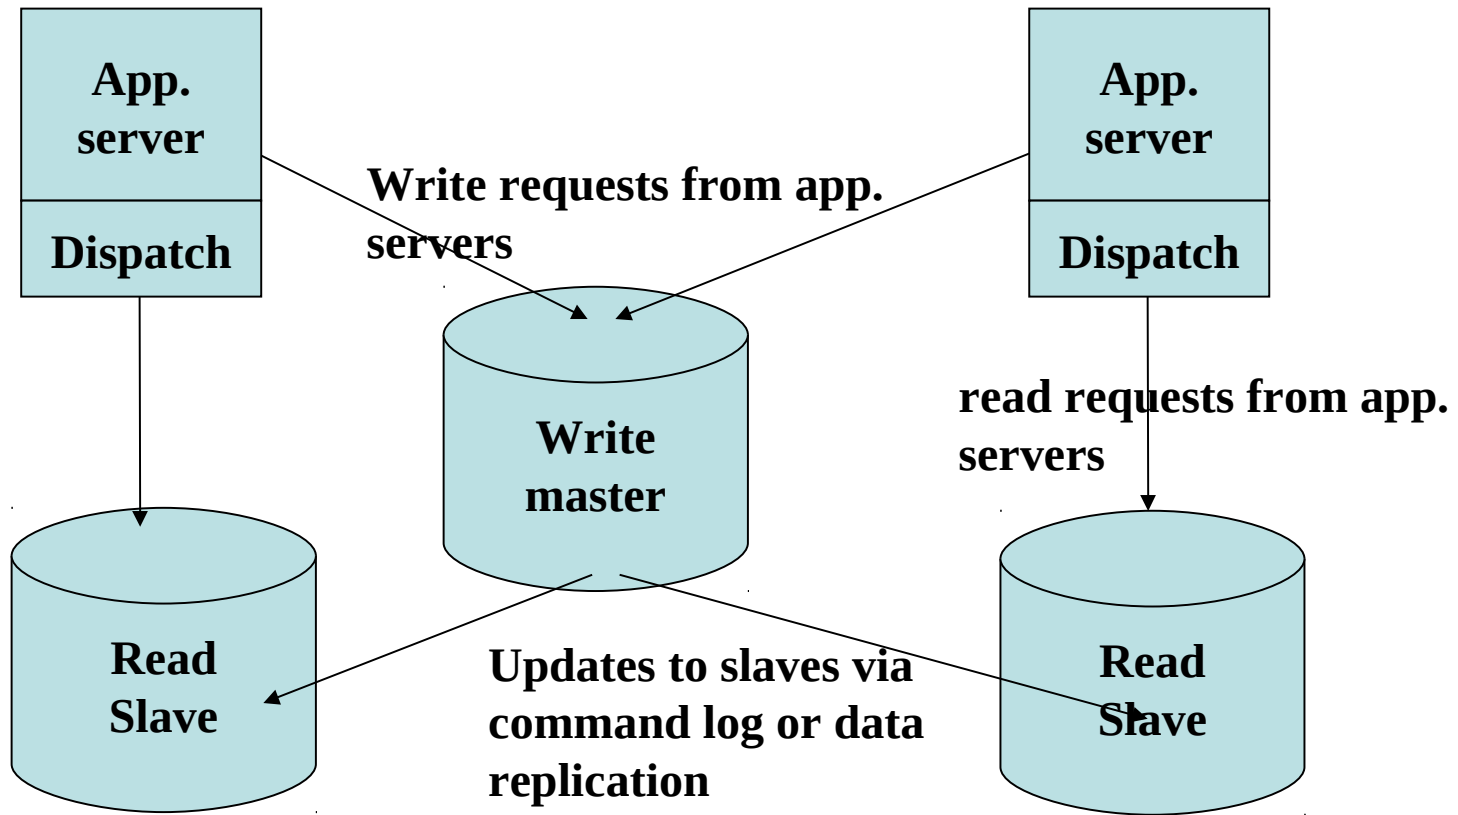 App.
server
Dispatch
App.
server
Dispatch
Write requests from app.
servers
read requests from app.
servers
Write
master
Read
Slave
Updates to slaves via
command log or data
replication
Read
Slave